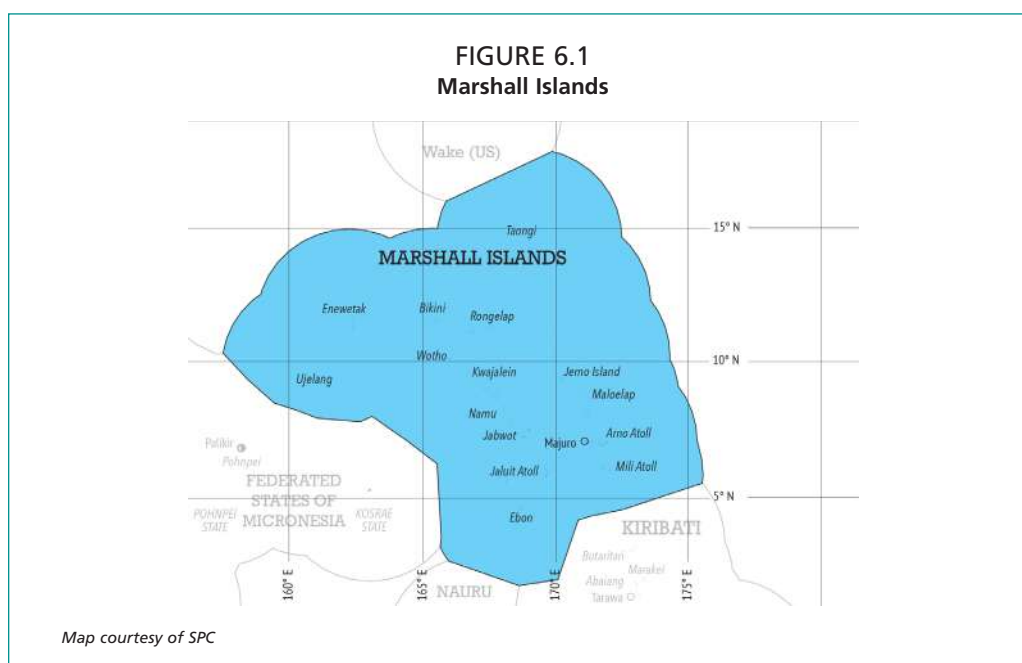 FIGURE 6.1
Marshall Islands
Wake (US)
Taongi
15° N
MARSHALL ISLANDS
Enewetak
Bikini
Rongelap
Wotho
10° N
Kwajalein
Jemo Island
Ujelang
Maloelap
Namu
Jabwot
Majuro
Arno Atoll
Palikir
Pohnpei
Jaluit Atoll
Mili Atoll
FEDERATED
STATES OF
MICRONESIA
POHNPEI
STATE
KOSRAE
STATE
5° N
Ebon
KIRIBATI
Butaritari
Marakei
Abaiang
Tarawa
NAURU
160° E
165° E
170° E
175° E
Map courtesy of SPC